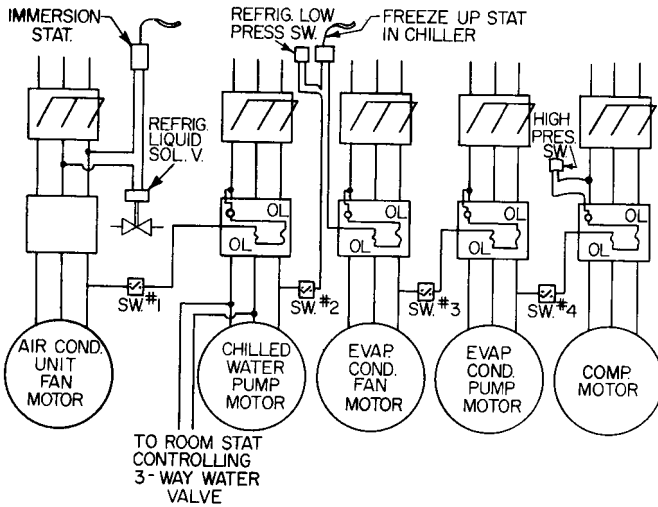 IMMERSION
STAT.
REFRIG. LOW
PRESS SW.
FREEZE UP STAT
IN CHILLER
REFRIG.
LIQUID
SOL. V.
HIGH
PRES.
SW.
OL
OL
OL
OL
OL
OL
OL
OL
SW. #1
SW. #2
SW. #3
SW. #4
AIR COND.
UNIT
FAN
MOTOR
CHILLED
WATER
PUMP
MOTOR
EVAP.
COND.
FAN
MOTOR
EVAP
COND.
PUMP
MOTOR
COMP.
MOTOR
TO ROOM STAT
CONTROLLING
3-WAY WATER
VALVE